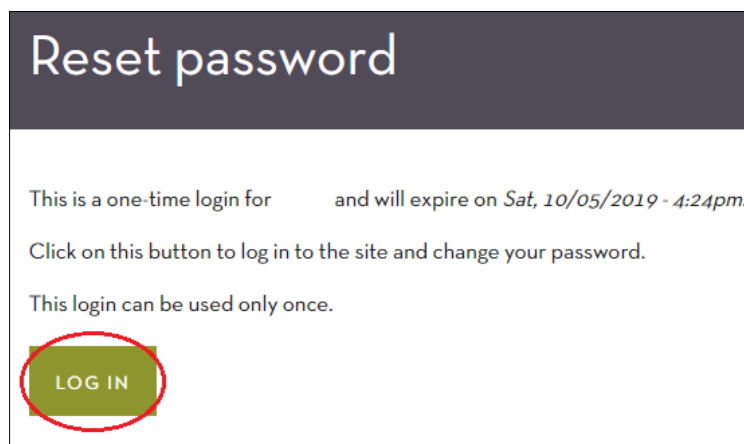 Reset password
This is a one-time login for and will expire on Sat, 10/05/2019 - 4:24pm.
Click on this button to log in to the site and change your password.
This login can be used only once.
LOG IN